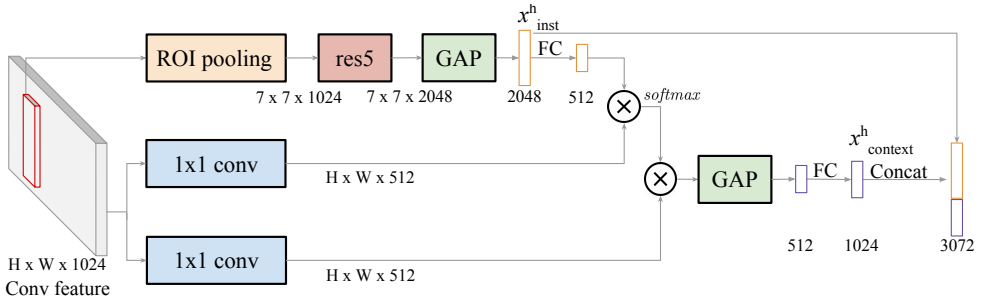 x^h_inst
ROI pooling
res5
GAP
FC
7 x 7 x 1024
7 x 7 x 2048
2048
512
softmax
1x1 conv
H x W x 512
x^h_context
GAP
FC
Concat
512
1024
3072
1x1 conv
H x W x 512
H x W x 1024
Conv feature